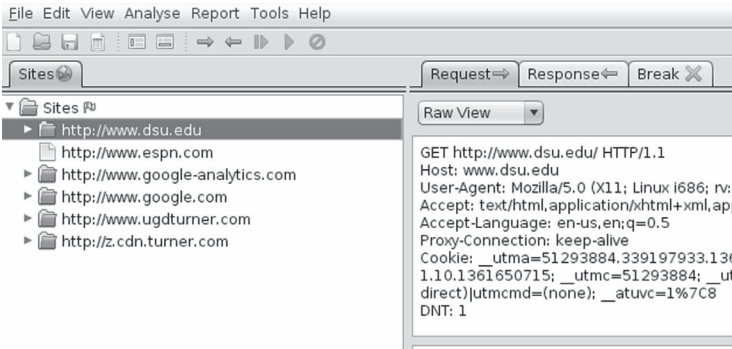 File Edit View Analyse Report Tools Help
Sites
Request Response Break
Sites
Raw View
http://www.dsu.edu
http://www.espn.com
http://www.google-analytics.com
http://www.google.com
http://www.ugdturner.com
http://z.cdn.turner.com
GET http://www.dsu.edu/ HTTP/1.1
Host: www.dsu.edu
User-Agent: Mozilla/5.0 (X11; Linux i686; rv:
Accept: text/html,application/xhtml+xml,ap
Accept-Language: en-us,en;q=0.5
Proxy-Connection: keep-alive
Cookie: __utma=51293884.339197933.136
1.10.1361650715; __utmc=51293884; __ut
direct)|utmcmd=(none); __atuvc=1%7C8
DNT: 1